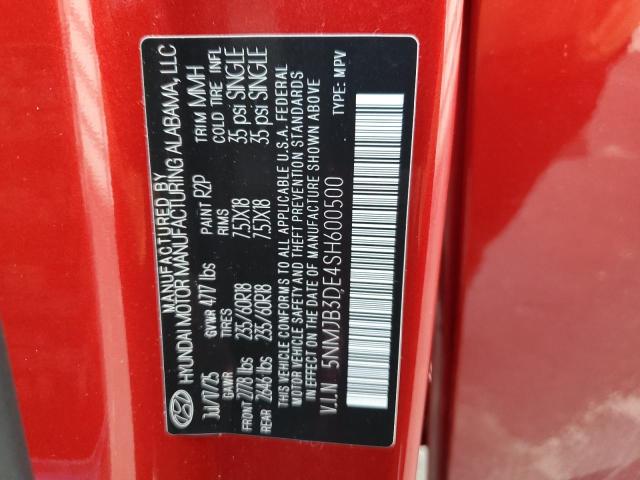 MANUFACTURED BY
HYUNDAI MOTOR MANUFACTURING ALABAMA, LLC
Jul/17/25 GVWR 4717 lbs PAINT R2P TRIM MMH
GAWR TIRES RIMS COLD TIRE INFL
FRONT 2778 lbs 235/60R18 7.5JX18 35 psi SINGLE
REAR 2646 lbs 235/60R18 7.5JX18 35 psi SINGLE
THIS VEHICLE CONFORMS TO ALL APPLICABLE U.S.A. FEDERAL
MOTOR VEHICLE SAFETY AND THEFT PREVENTION STANDARDS
IN EFFECT ON THE DATE OF MANUFACTURE SHOWN ABOVE.
V.I.N 5NMJB3DE4SH600500 TYPE: MPV